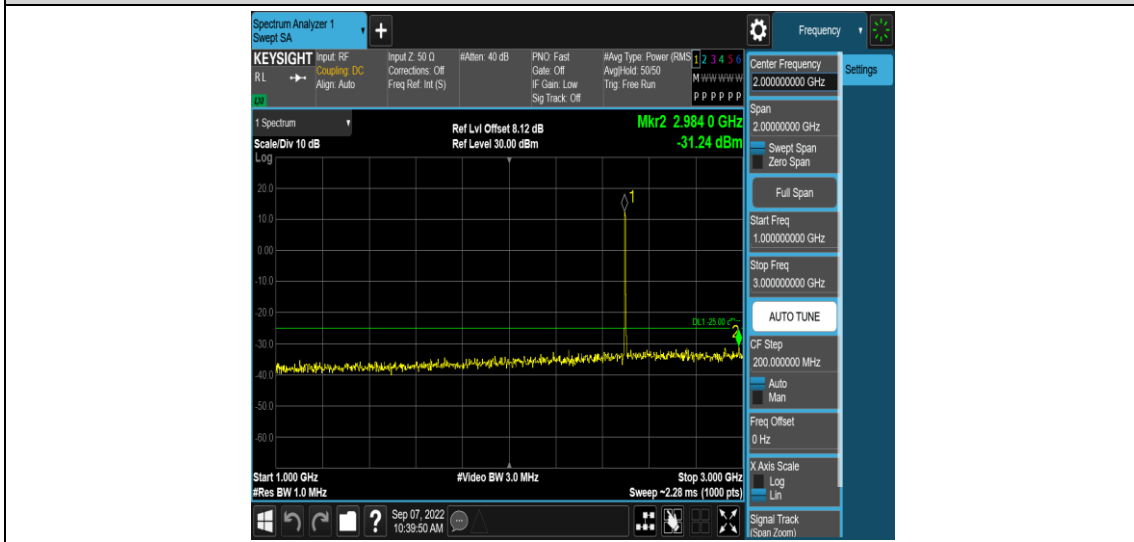 Spectrum Analyzer 1
Swept SA
+
Frequency
KEYSIGHT
RL
Input: RF
Coupling: DC
Align: Auto
Input Z: 50 Ω
Corrections: Off
Freq Ref: Int (S)
#Atten: 40 dB
PNO: Fast
Gate: Off
IF Gain: Low
Sig Track: Off
#Avg Type: Power (RMS
Avg|Hold: 50/50
Trig: Free Run
1 2 3 4 5 6
M W W W W W
P P P P P P
1 Spectrum
Scale/Div 10 dB
Log
Ref Lvl Offset 8.12 dB
Ref Level 30.00 dBm
Mkr2 2.984 0 GHz
-31.24 dBm
20.0
10.0
0.00
-10.0
-20.0
-30.0
-40.0
-50.0
-60.0
1
DL1 -25.00
2
Start 1.000 GHz
#Res BW 1.0 MHz
#Video BW 3.0 MHz
Stop 3.000 GHz
Sweep ~2.28 ms (1000 pts)
Center Frequency
2.000000000 GHz
Settings
Span
2.00000000 GHz
Swept Span
Zero Span
Full Span
Start Freq
1.000000000 GHz
Stop Freq
3.000000000 GHz
AUTO TUNE
CF Step
200.000000 MHz
Auto
Man
Freq Offset
0 Hz
X Axis Scale
Log
Lin
Signal Track
(Span Zoom)
?
Sep 07, 2022
10:39:50 AM